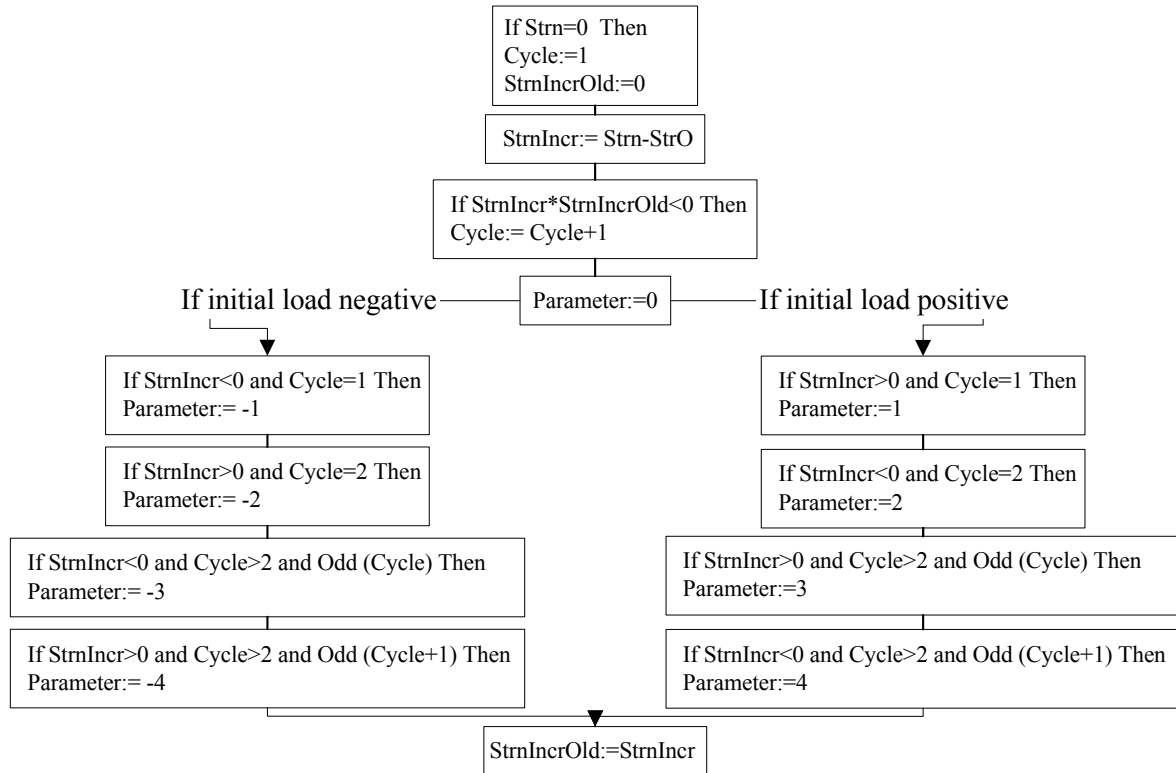 If Strn=0 Then
Cycle:=1
StrnIncrOld:=0
StrnIncr:= Strn-StrO
If StrnIncr*StrnIncrOld<0 Then
Cycle:= Cycle+1
If initial load negative
Parameter:=0
If initial load positive
If StrnIncr<0 and Cycle=1 Then
Parameter:= -1
If StrnIncr>0 and Cycle=2 Then
Parameter:= -2
If StrnIncr<0 and Cycle>2 and Odd (Cycle) Then
Parameter:= -3
If StrnIncr>0 and Cycle>2 and Odd (Cycle+1) Then
Parameter:= -4
If StrnIncr>0 and Cycle=1 Then
Parameter:=1
If StrnIncr<0 and Cycle=2 Then
Parameter:=2
If StrnIncr>0 and Cycle>2 and Odd (Cycle) Then
Parameter:=3
If StrnIncr<0 and Cycle>2 and Odd (Cycle+1) Then
Parameter:=4
StrnIncrOld:=StrnIncr